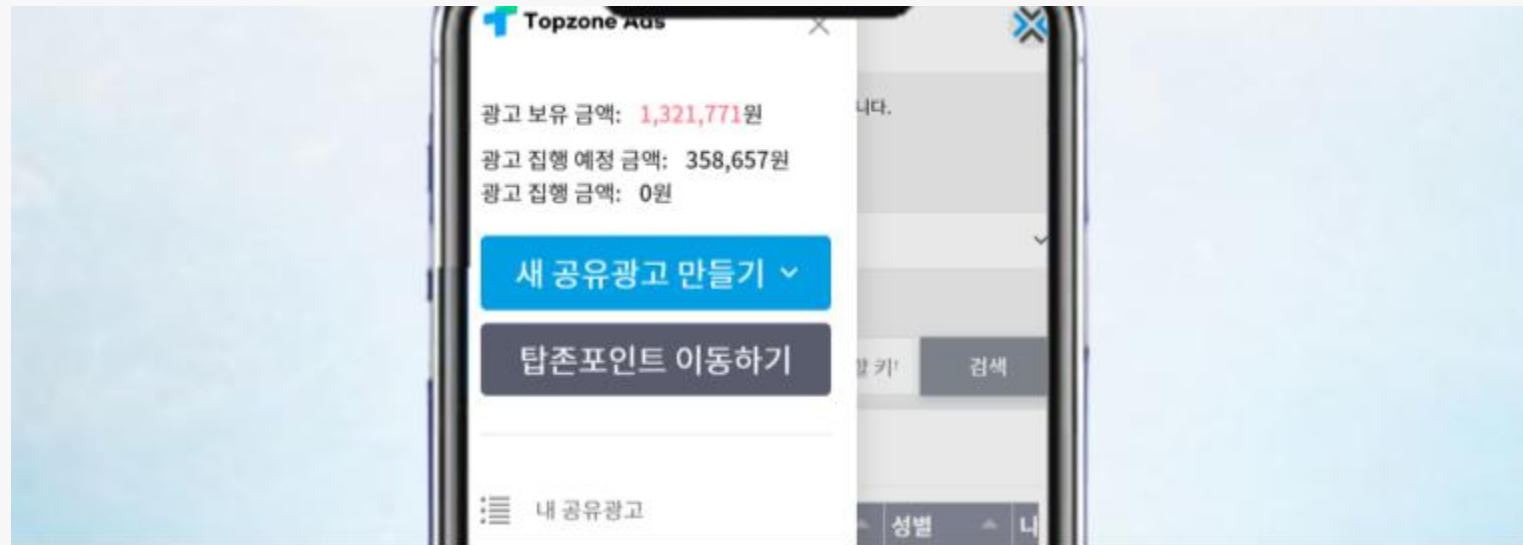 Topzone Ads
광고 보유 금액: 1,321,771원
니다.
광고 집행 예정 금액: 358,657원
광고 집행 금액: 0원
새 공유광고 만들기
탑존포인트 이동하기
검색
내 공유광고
성별